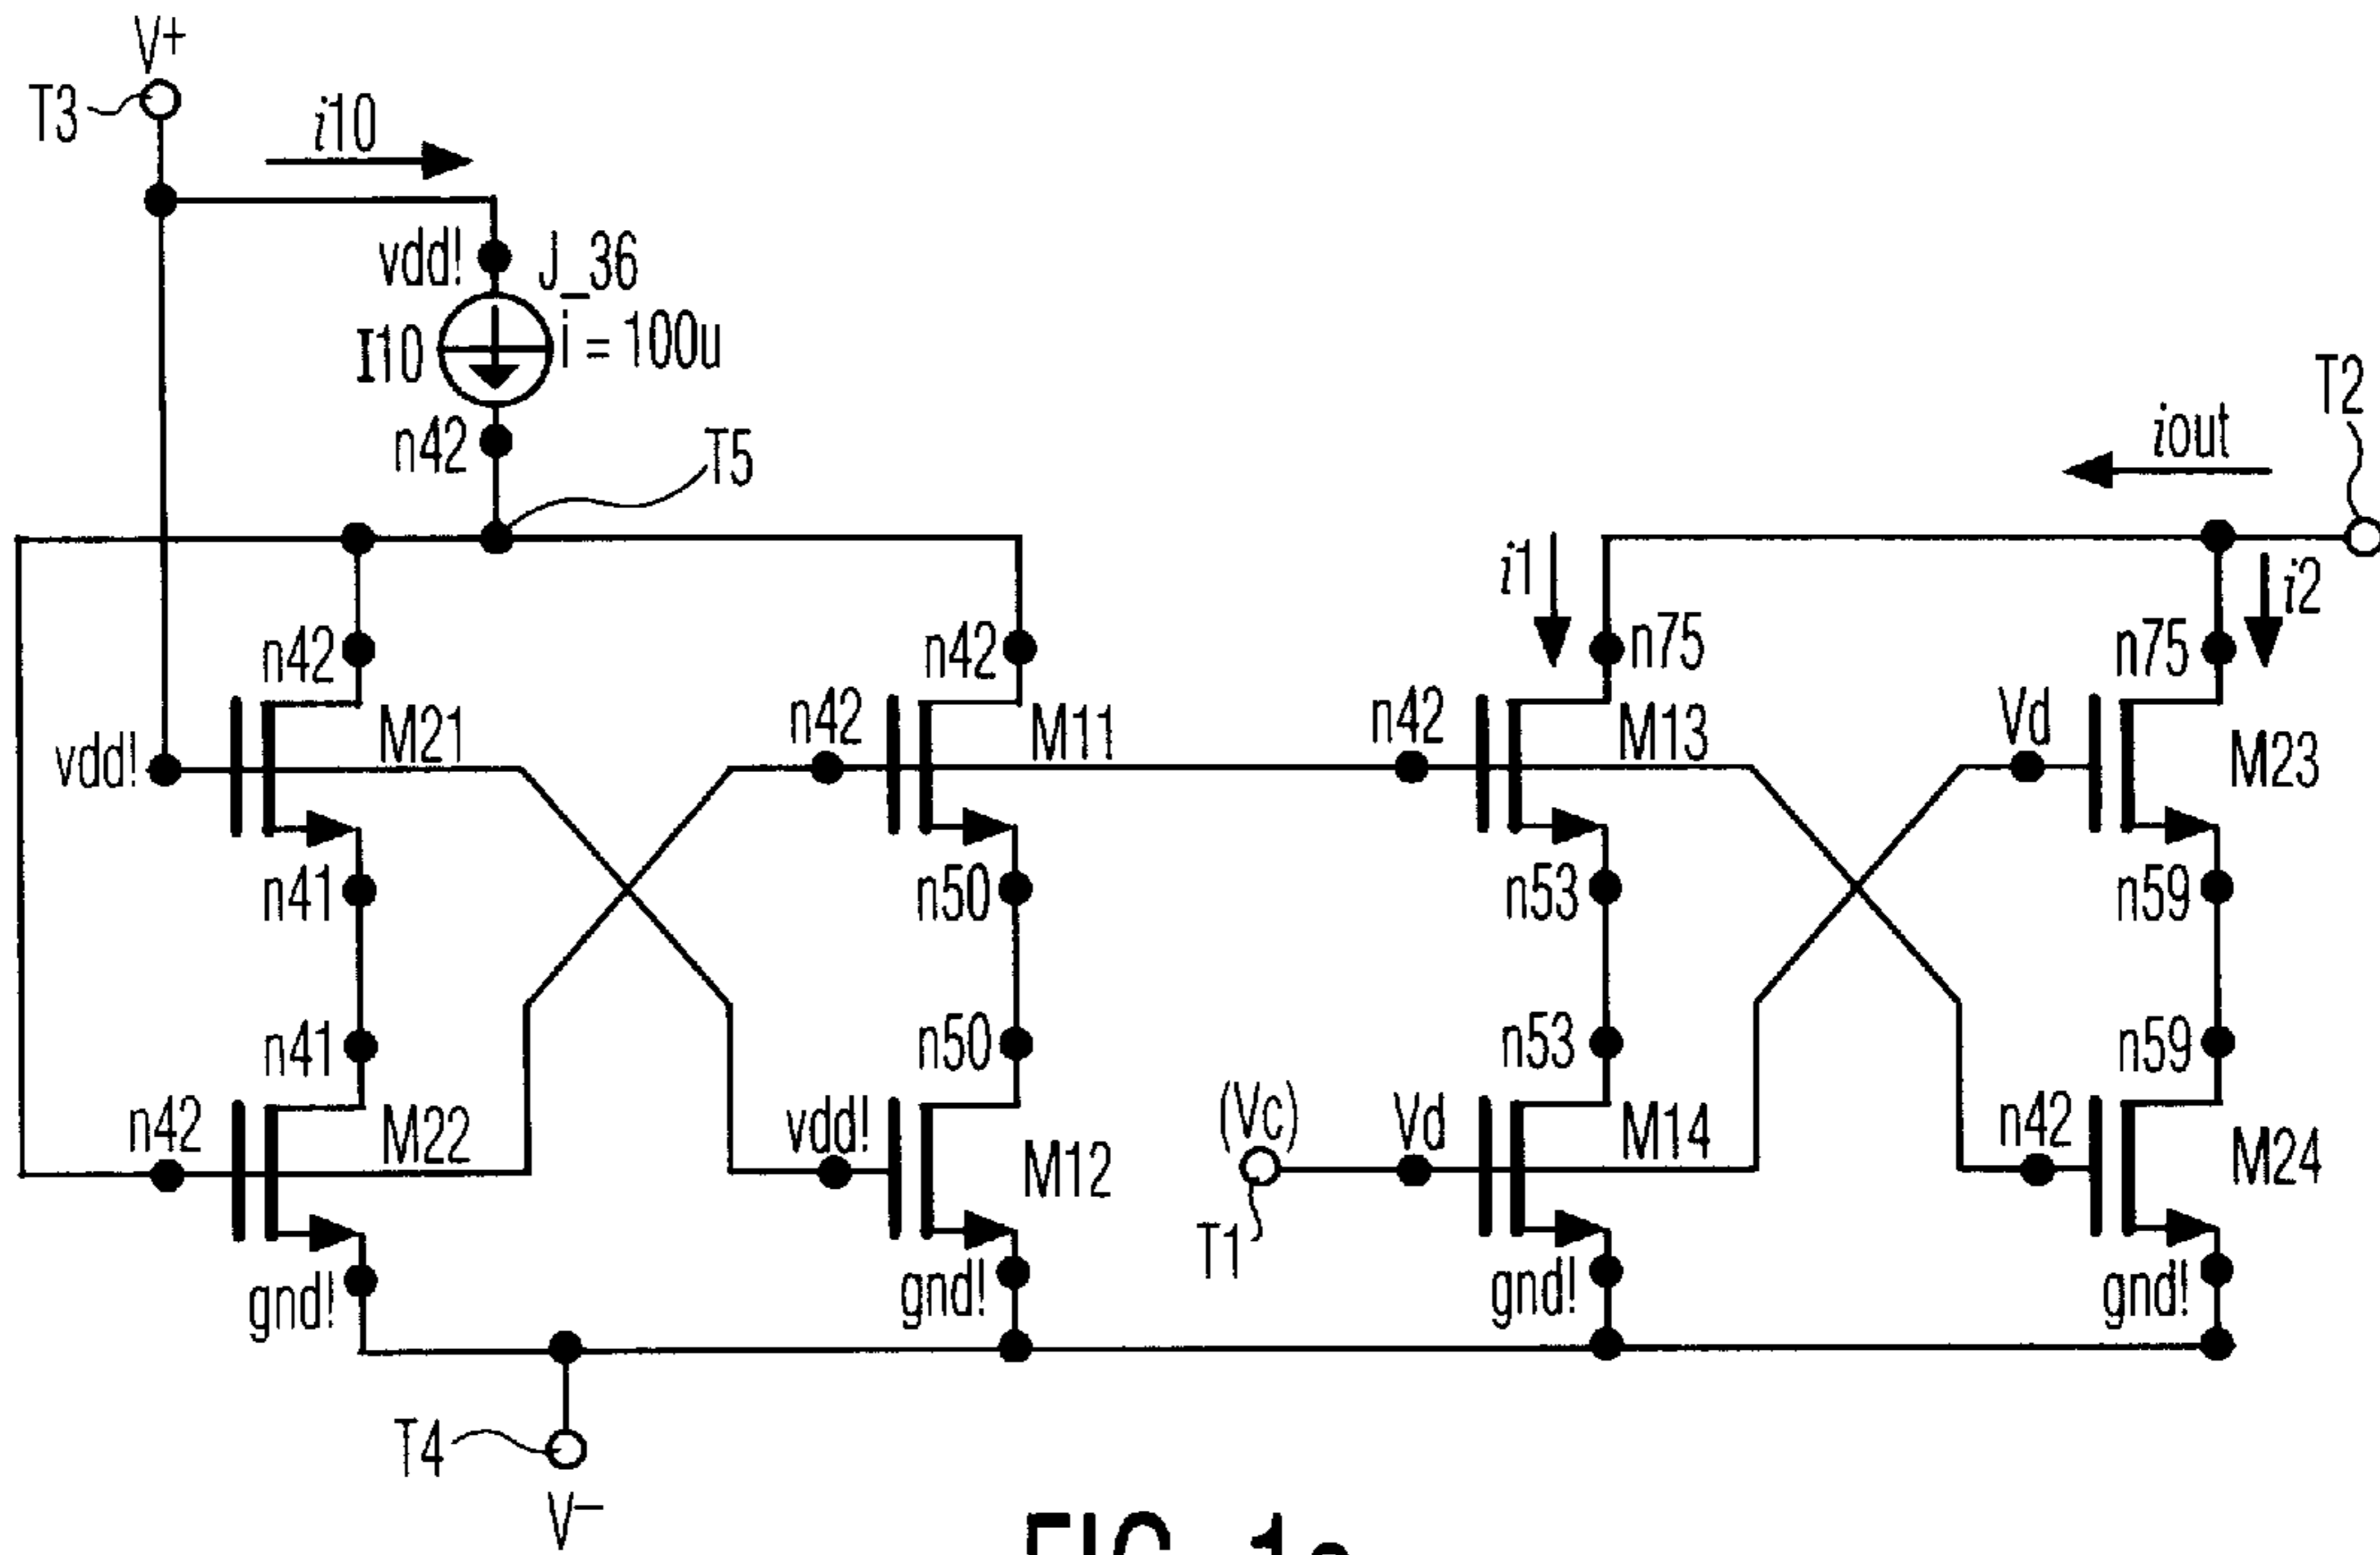 V+
T3
i10
vdd!
J_36
I10
i = 100u
n42
T5
T2
iout
i1
i2
n42
n42
n75
n75
n42
n42
Vd
M21
M11
M13
M23
vdd!
n41
n50
n53
n59
n41
n50
n53
n59
n42
M22
vdd!
M12
(Vc)
Vd
M14
n42
M24
T1
gnd!
gnd!
gnd!
gnd!
T4
V–